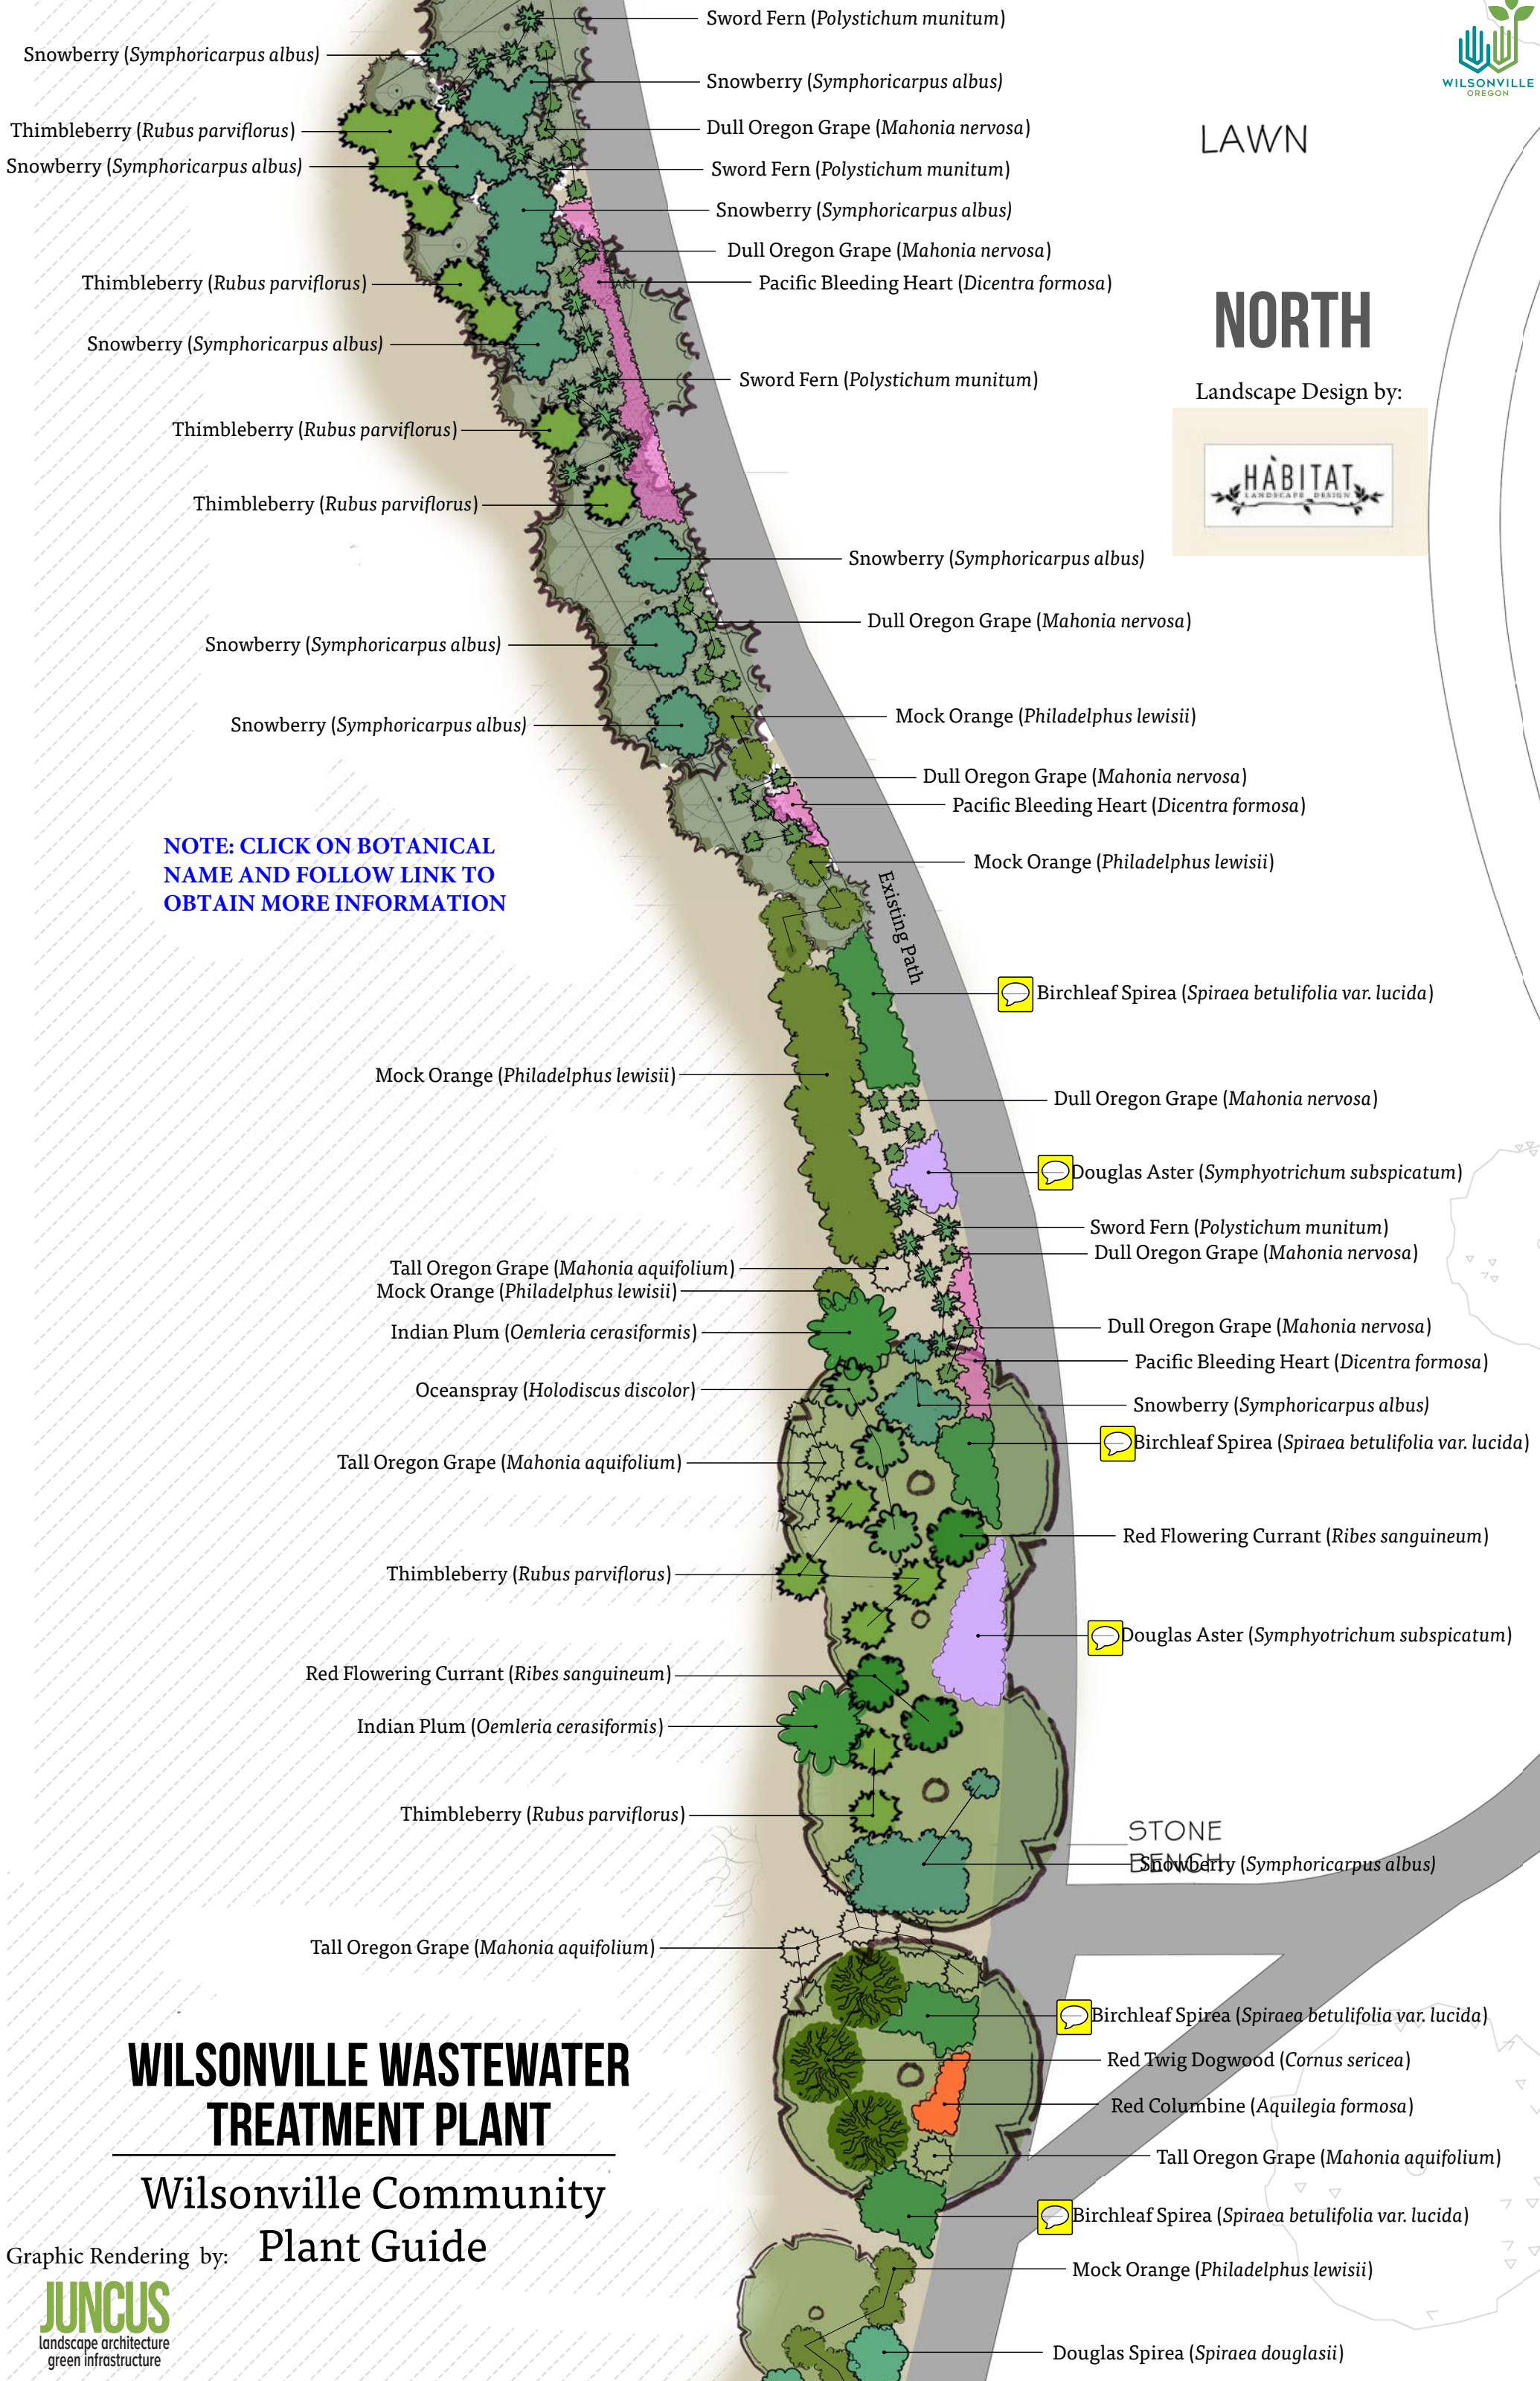 Sword Fern (Polystichum munitum)
Snowberry (Symphoricarpus albus)
Snowberry (Symphoricarpus albus)
WILSONVILLE
OREGON
Thimbleberry (Rubus parviflorus)
Dull Oregon Grape (Mahonia nervosa)
LAWN
Snowberry (Symphoricarpus albus)
Sword Fern (Polystichum munitum)
Snowberry (Symphoricarpus albus)
Dull Oregon Grape (Mahonia nervosa)
Thimbleberry (Rubus parviflorus)
Pacific Bleeding Heart (Dicentra formosa)
NORTH
Snowberry (Symphoricarpus albus)
Sword Fern (Polystichum munitum)
Landscape Design by:
Thimbleberry (Rubus parviflorus)
HÀBITAT
LANDSCAPE DESIGN
Thimbleberry (Rubus parviflorus)
Snowberry (Symphoricarpus albus)
Dull Oregon Grape (Mahonia nervosa)
Snowberry (Symphoricarpus albus)
Mock Orange (Philadelphus lewisii)
Snowberry (Symphoricarpus albus)
Dull Oregon Grape (Mahonia nervosa)
Pacific Bleeding Heart (Dicentra formosa)
NOTE: CLICK ON BOTANICAL
NAME AND FOLLOW LINK TO
OBTAIN MORE INFORMATION
Mock Orange (Philadelphus lewisii)
Existing Path
Birchleaf Spirea (Spiraea betulifolia var. lucida)
Mock Orange (Philadelphus lewisii)
Dull Oregon Grape (Mahonia nervosa)
Douglas Aster (Symphyotrichum subspicatum)
Sword Fern (Polystichum munitum)
Dull Oregon Grape (Mahonia nervosa)
Tall Oregon Grape (Mahonia aquifolium)
Mock Orange (Philadelphus lewisii)
Indian Plum (Oemleria cerasiformis)
Dull Oregon Grape (Mahonia nervosa)
Pacific Bleeding Heart (Dicentra formosa)
Oceanspray (Holodiscus discolor)
Snowberry (Symphoricarpus albus)
Birchleaf Spirea (Spiraea betulifolia var. lucida)
Tall Oregon Grape (Mahonia aquifolium)
Red Flowering Currant (Ribes sanguineum)
Thimbleberry (Rubus parviflorus)
Douglas Aster (Symphyotrichum subspicatum)
Red Flowering Currant (Ribes sanguineum)
Indian Plum (Oemleria cerasiformis)
Thimbleberry (Rubus parviflorus)
STONE
BENCH
Snowberry (Symphoricarpus albus)
Tall Oregon Grape (Mahonia aquifolium)
Birchleaf Spirea (Spiraea betulifolia var. lucida)
Red Twig Dogwood (Cornus sericea)
Red Columbine (Aquilegia formosa)
Tall Oregon Grape (Mahonia aquifolium)
Birchleaf Spirea (Spiraea betulifolia var. lucida)
Mock Orange (Philadelphus lewisii)
Douglas Spirea (Spiraea douglasii)
WILSONVILLE WASTEWATER
TREATMENT PLANT
Wilsonville Community
Plant Guide
Graphic Rendering by:
JUNCUS
landscape architecture
green infrastructure